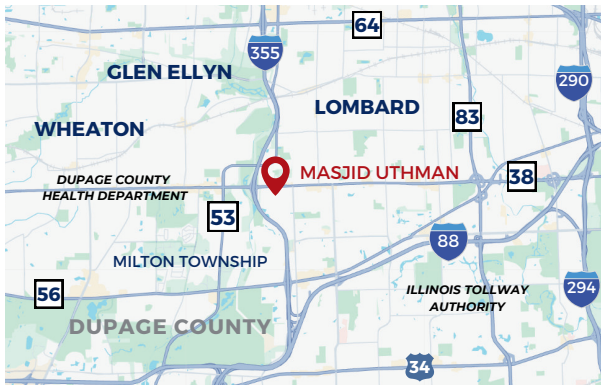 64
355
GLEN ELLYN
290
LOMBARD
83
WHEATON
MASJID UTHMAN
DUPAGE COUNTY
HEALTH DEPARTMENT
38
53
88
MILTON TOWNSHIP
56
ILLINOIS TOLLWAY
AUTHORITY
294
DUPAGE COUNTY
34